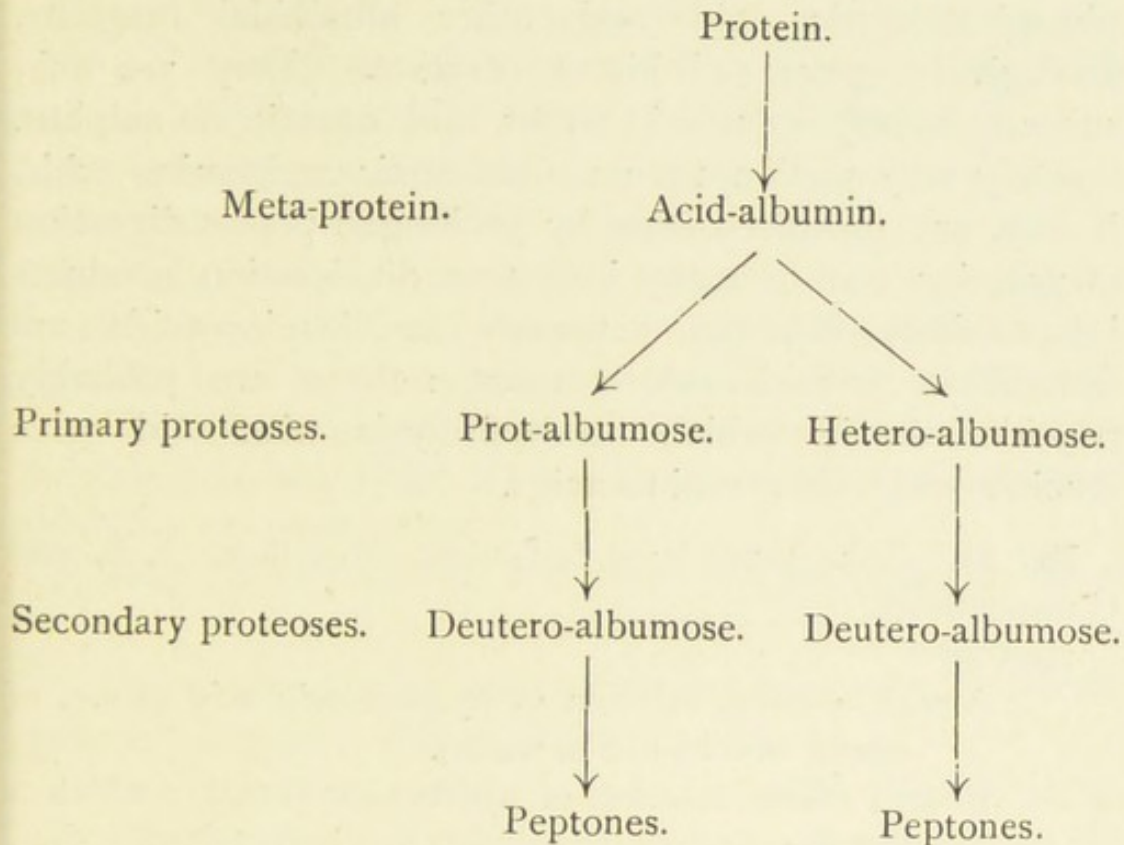 Protein.
Meta-protein. Acid-albumin.
Primary proteoses. Prot-albumose. Hetero-albumose.
Secondary proteoses. Deutero-albumose. Deutero-albumose.
Peptones. Peptones.